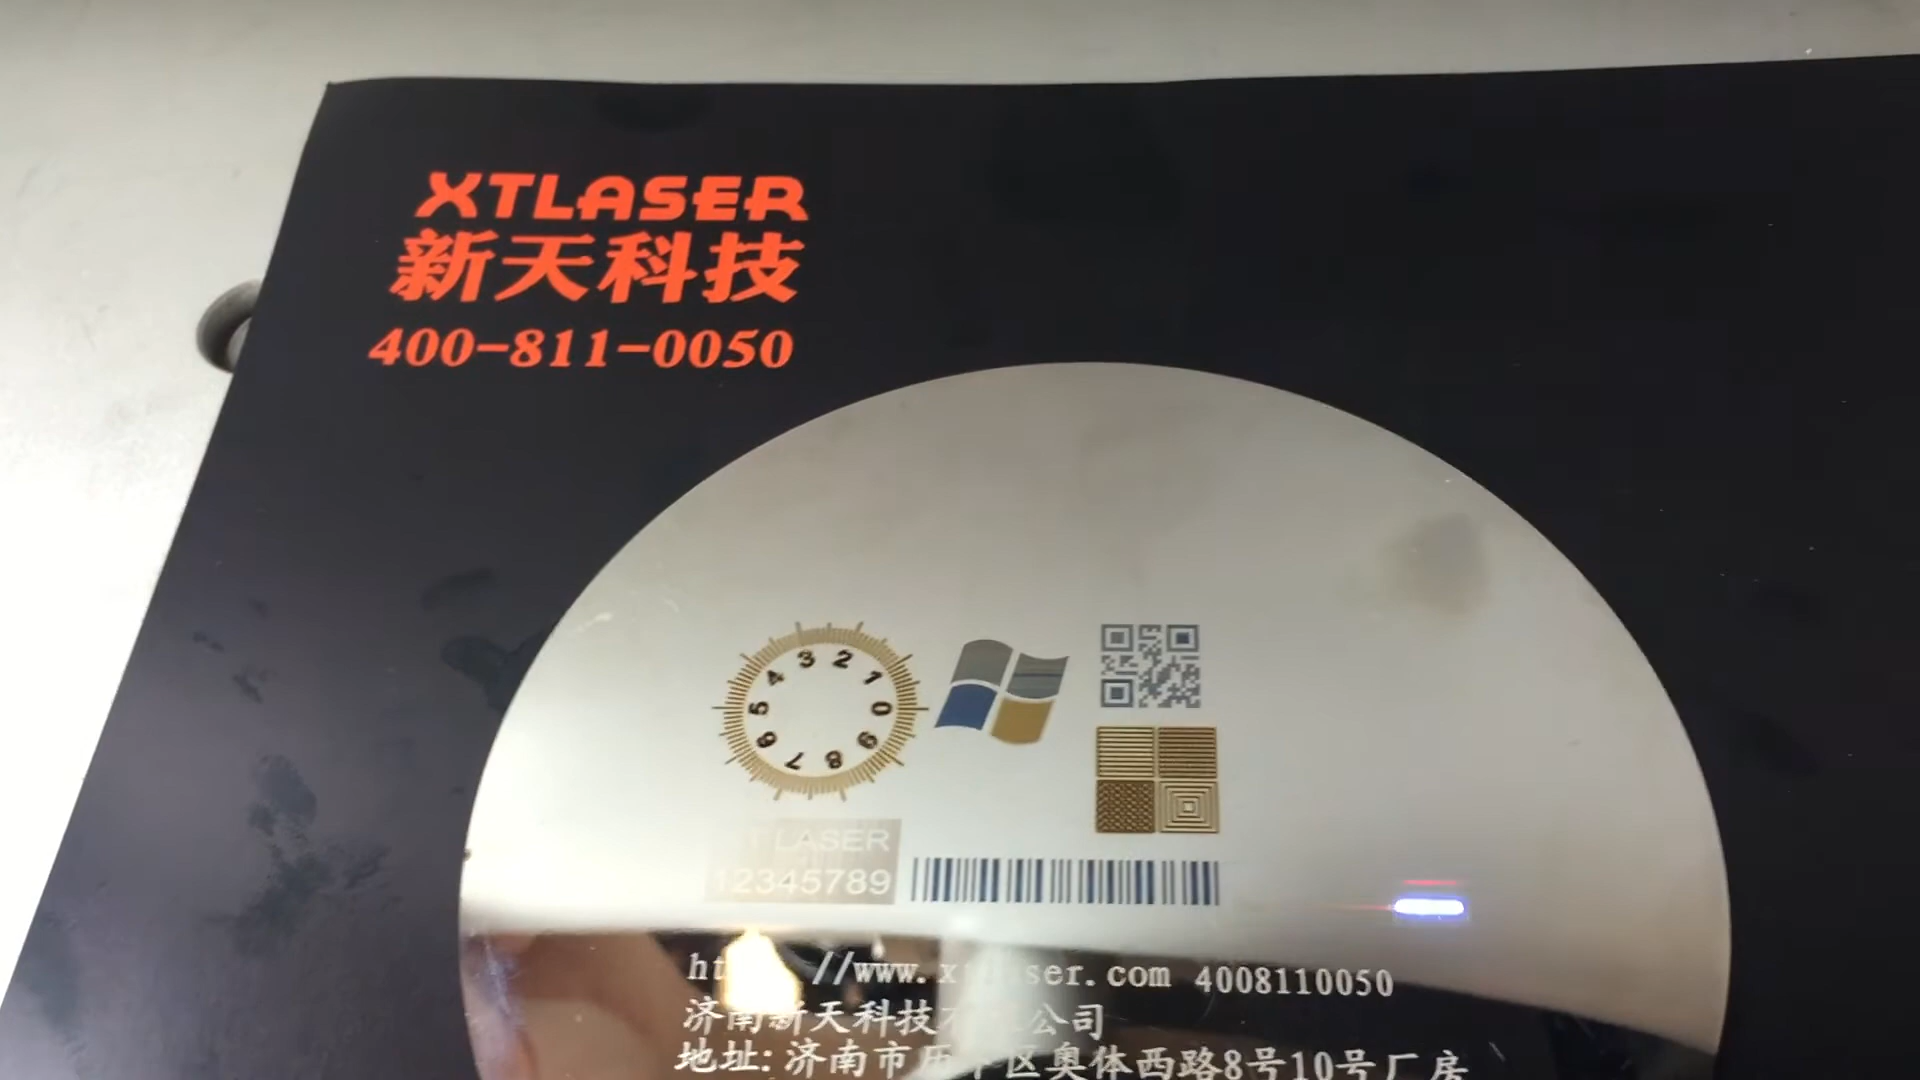 XTLASER
新天科技
400-811-0050
3 2 1 0 9 8 7 6 5 4
LASER
12345789
//www. .com 4008110050
济南新天科技 公司
地址: 济南市历 区奥体西路8号10号厂房